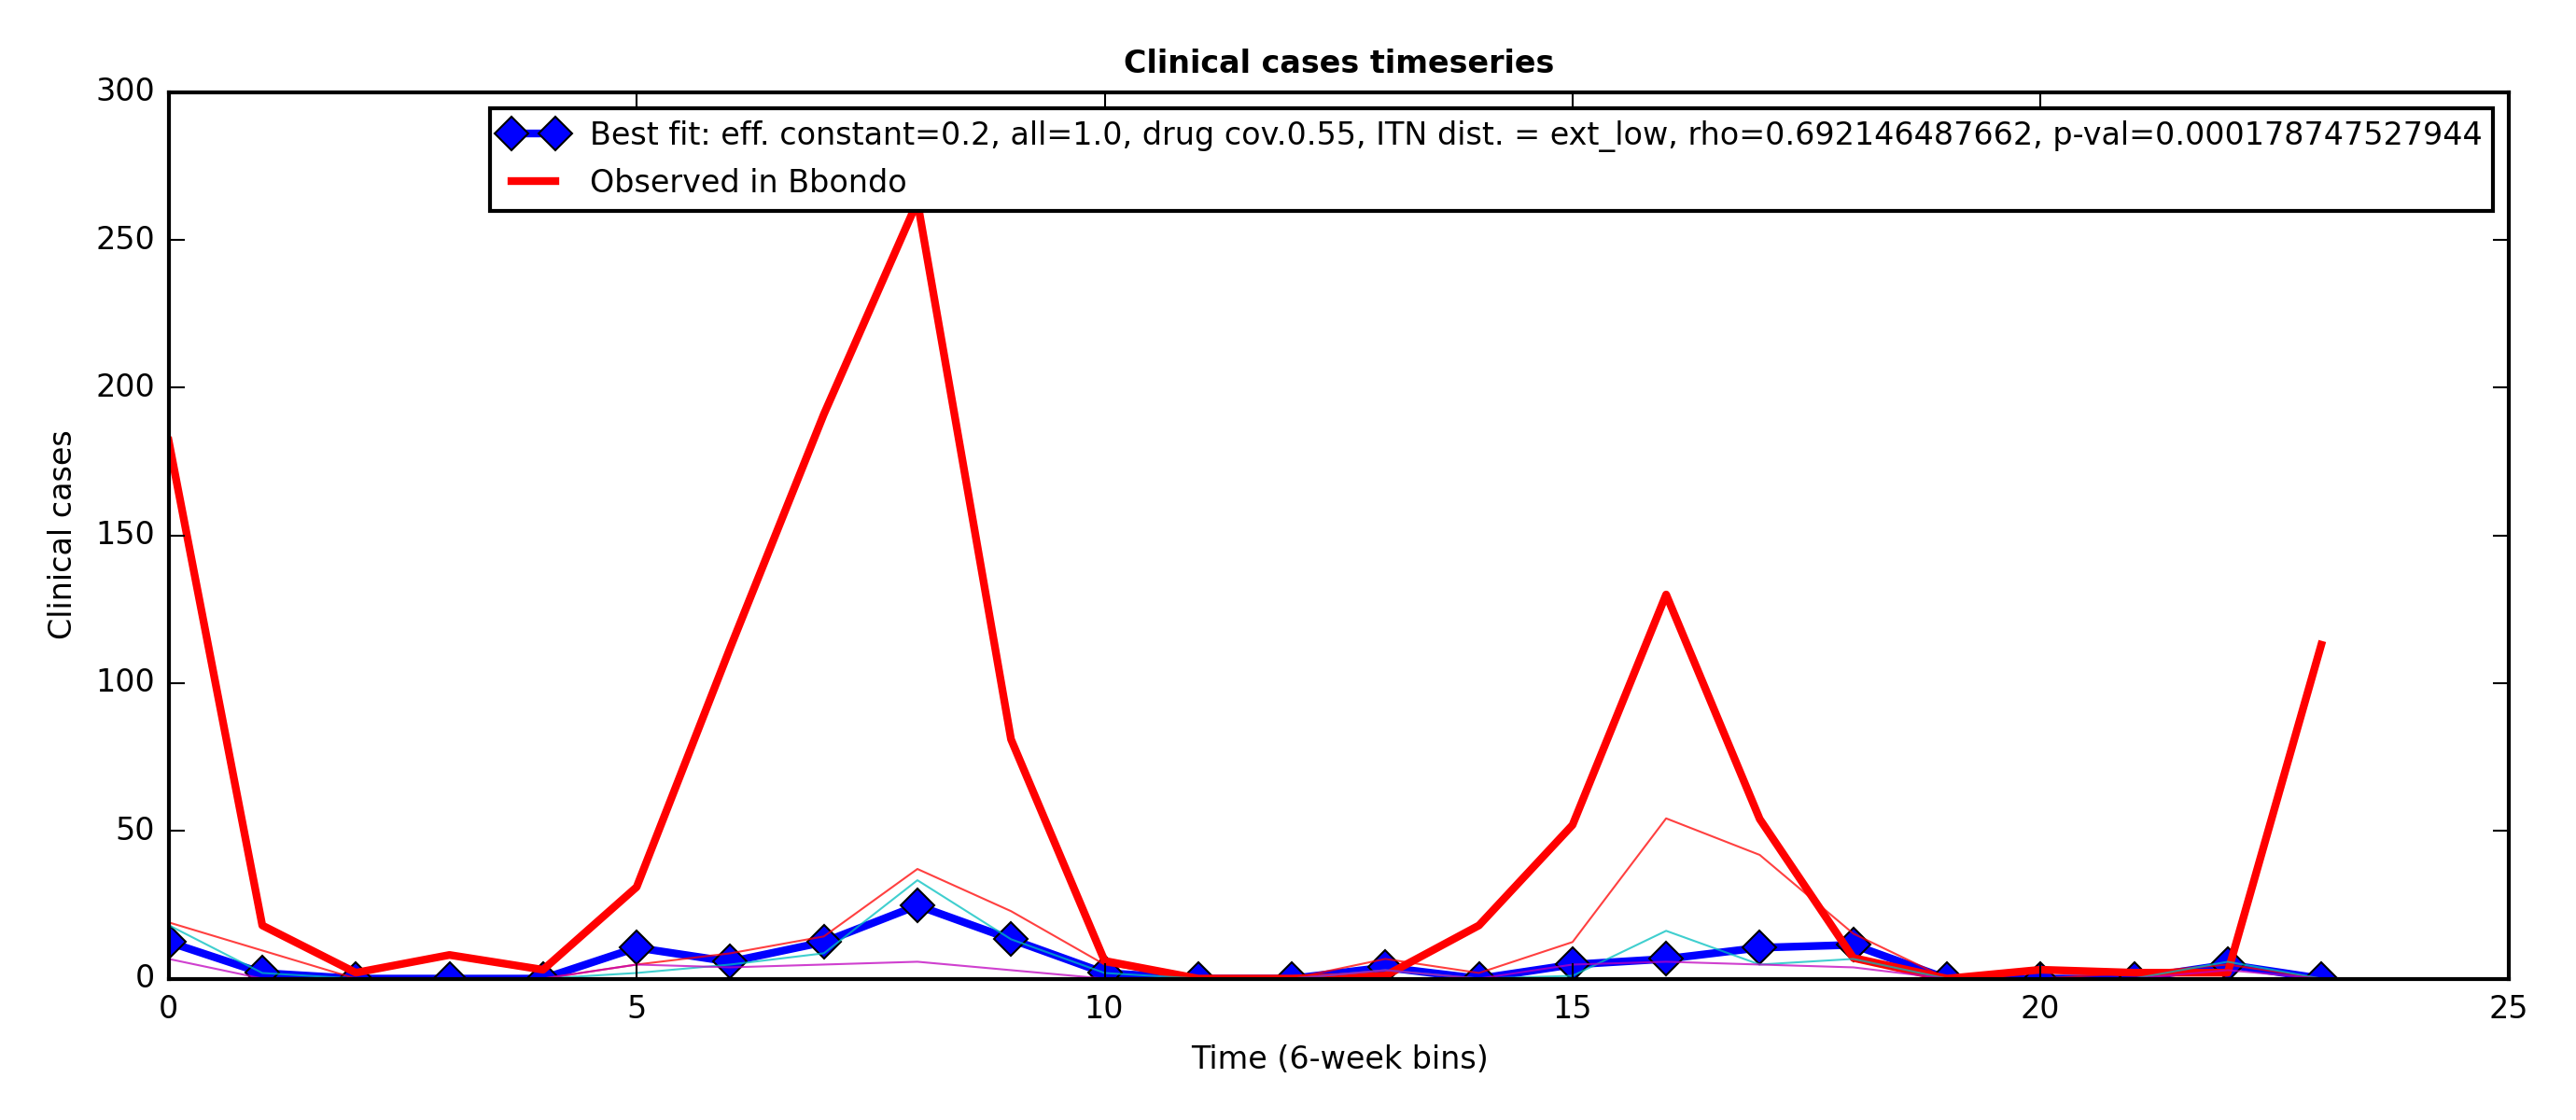 Clinical cases timeseries
300
250
200
150
100
50
0
Clinical cases
Best fit: eff. constant=0.2, all=1.0, drug cov.0.55, ITN dist. = ext_low, rho=0.692146487662, p-val=0.000178747527944
Observed in Bbondo
0 5 10 15 20 25
Time (6-week bins)